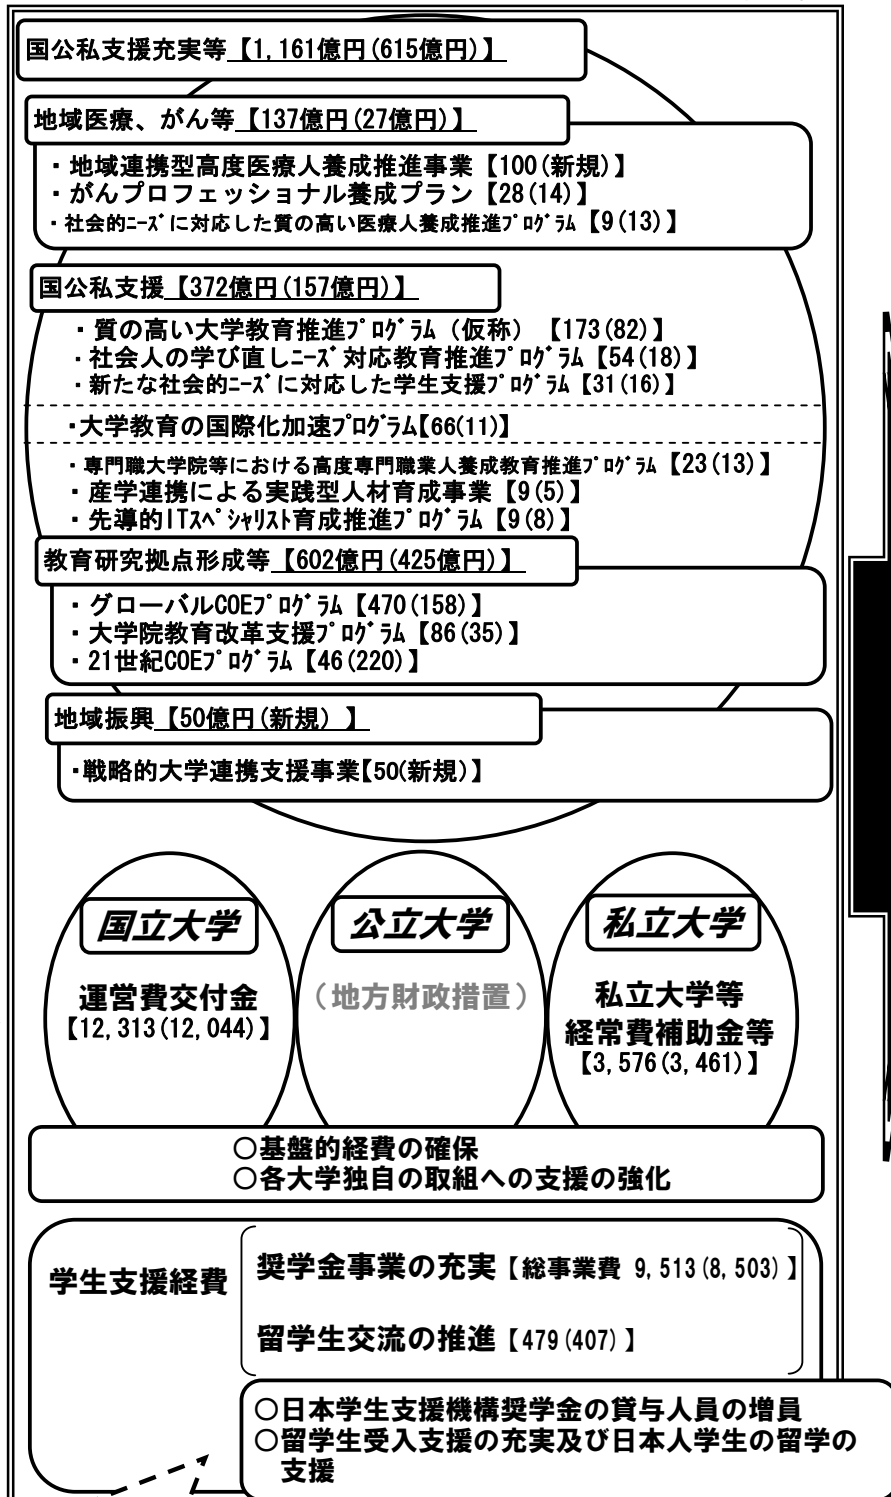 国公私支援充実等【1,161億円(615億円)】
地域医療、がん等【137億円(27億円)】
・地域連携型高度医療人養成推進事業【100(新規)】
・がんプロフェッショナル養成プラン【28(14)】
・社会的ﾆｰｽﾞに対応した質の高い医療人養成推進ﾌﾟﾛｸﾞﾗﾑ【9(13)】
国公私支援【372億円(157億円)】
・質の高い大学教育推進ﾌﾟﾛｸﾞﾗﾑ（仮称）【173(82)】
・社会人の学び直しﾆｰｽﾞ対応教育推進ﾌﾟﾛｸﾞﾗﾑ【54(18)】
・新たな社会的ﾆｰｽﾞに対応した学生支援ﾌﾟﾛｸﾞﾗﾑ【31(16)】
・大学教育の国際化加速ﾌﾟﾛｸﾞﾗﾑ【66(11)】
・専門職大学院等における高度専門職業人養成教育推進ﾌﾟﾛｸﾞﾗﾑ【23(13)】
・産学連携による実践型人材育成事業【9(5)】
・先導的ITｽﾍﾟｼｬﾘｽﾄ育成推進ﾌﾟﾛｸﾞﾗﾑ【9(8)】
教育研究拠点形成等【602億円(425億円)】
・グローバルCOEﾌﾟﾛｸﾞﾗﾑ【470(158)】
・大学院教育改革支援ﾌﾟﾛｸﾞﾗﾑ【86(35)】
・21世紀COEﾌﾟﾛｸﾞﾗﾑ【46(220)】
地域振興【50億円(新規)】
・戦略的大学連携支援事業【50(新規)】
国立大学
運営費交付金
【12,313(12,044)】
公立大学
（地方財政措置）
私立大学
私立大学等
経常費補助金等
【3,576(3,461)】
○基盤的経費の確保
○各大学独自の取組への支援の強化
学生支援経費
奨学金事業の充実【総事業費 9,513(8,503)】
留学生交流の推進【479(407)】
○日本学生支援機構奨学金の貸与人員の増員
○留学生受入支援の充実及び日本人学生の留学の
支援